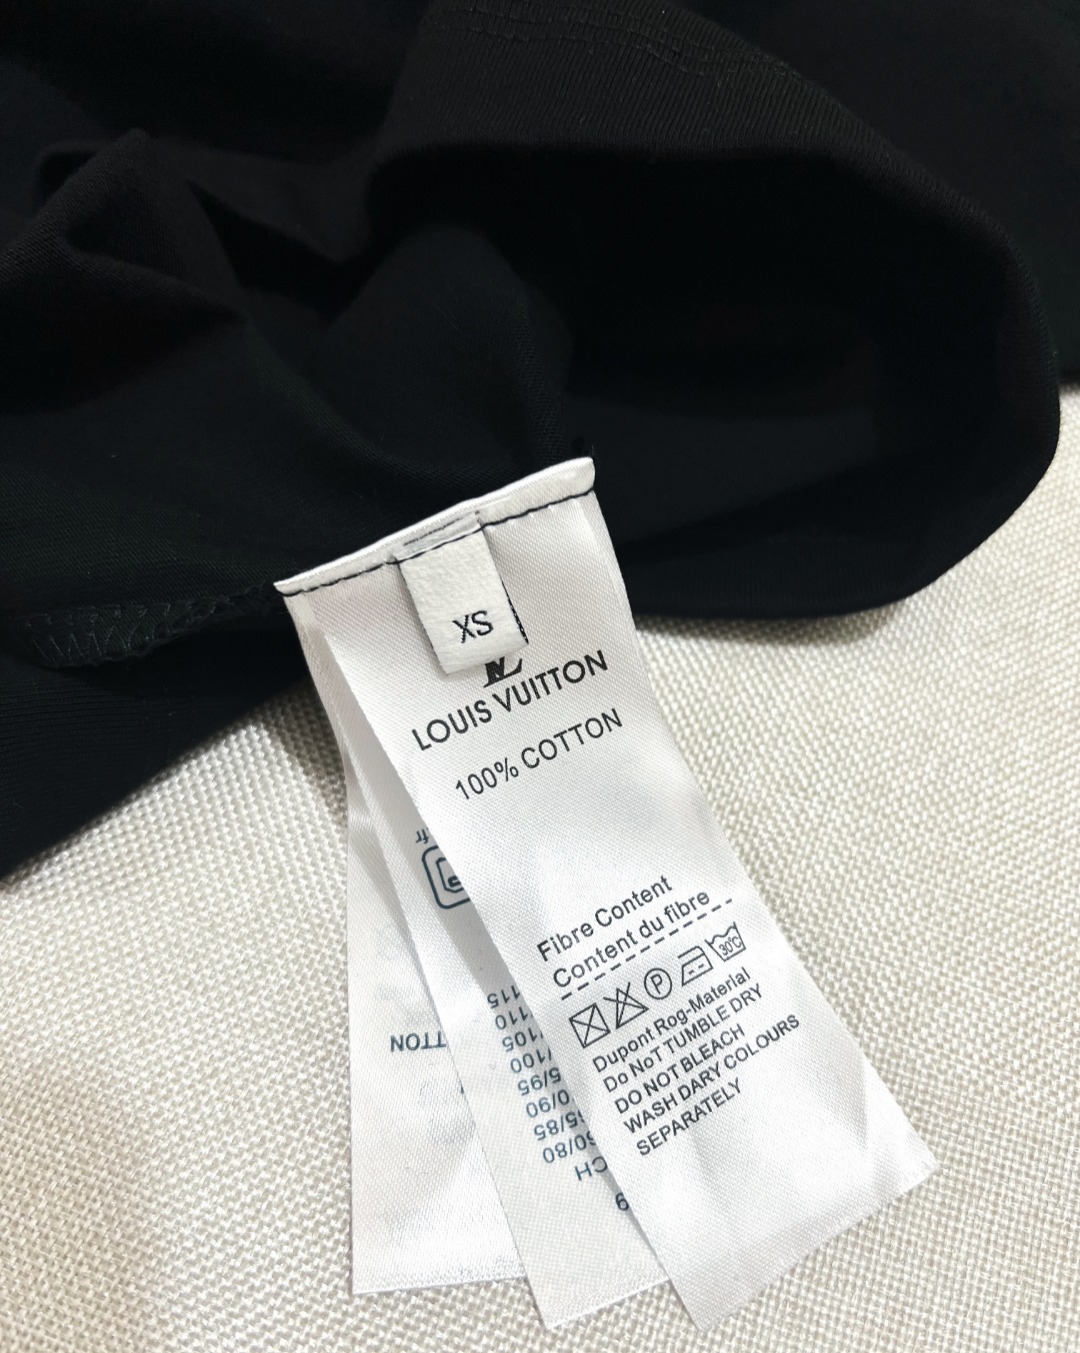 XS
LOUIS VUITTON
100% COTTON
Fibre Content
Content du fibre
30℃
P
Dupont Rog-Material
Do NoT TUMBLE DRY
DO NOT BLEACH
WASH DARY COLOURS
SEPARATELY